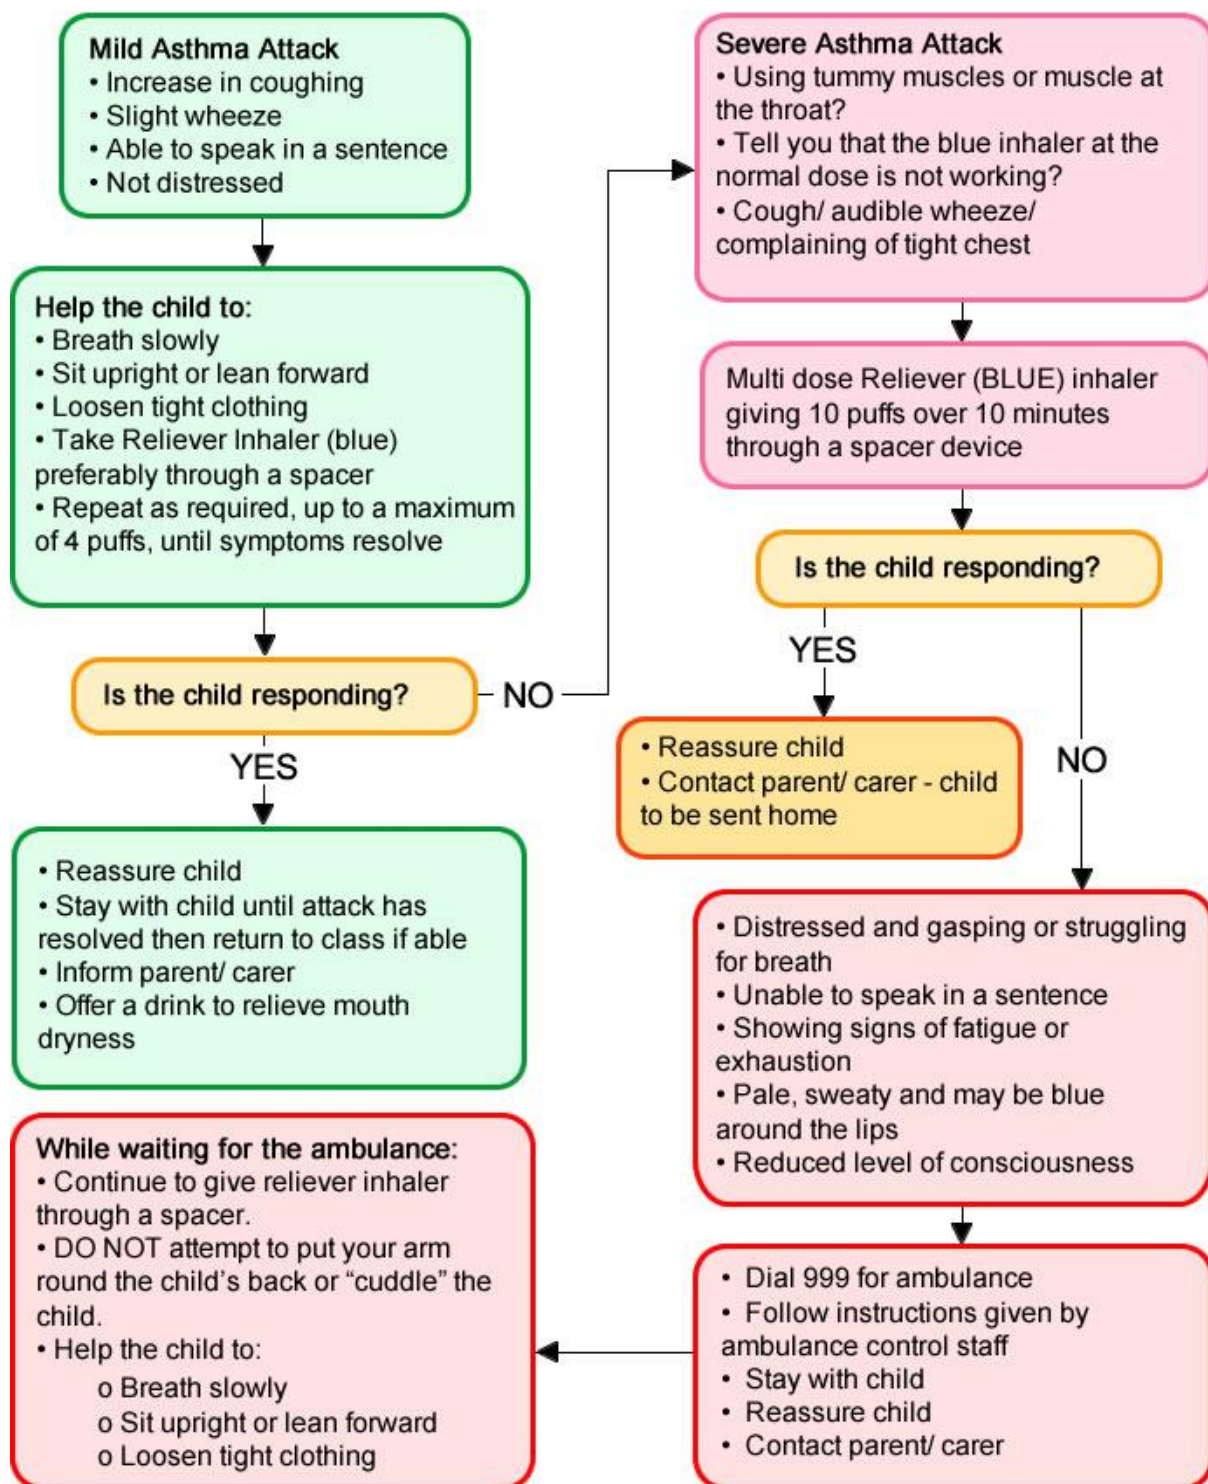 Mild Asthma Attack
• Increase in coughing
• Slight wheeze
• Able to speak in a sentence
• Not distressed
Help the child to:
• Breath slowly
• Sit upright or lean forward
• Loosen tight clothing
• Take Reliever Inhaler (blue)
preferably through a spacer
• Repeat as required, up to a maximum
of 4 puffs, until symptoms resolve
Is the child responding?
NO
YES
• Reassure child
• Stay with child until attack has
resolved then return to class if able
• Inform parent/ carer
• Offer a drink to relieve mouth
dryness
Severe Asthma Attack
• Using tummy muscles or muscle at
the throat?
• Tell you that the blue inhaler at the
normal dose is not working?
• Cough/ audible wheeze/
complaining of tight chest
Multi dose Reliever (BLUE) inhaler
giving 10 puffs over 10 minutes
through a spacer device
Is the child responding?
YES
• Reassure child
• Contact parent/ carer - child
to be sent home
NO
• Distressed and gasping or struggling
for breath
• Unable to speak in a sentence
• Showing signs of fatigue or
exhaustion
• Pale, sweaty and may be blue
around the lips
• Reduced level of consciousness
• Dial 999 for ambulance
• Follow instructions given by
ambulance control staff
• Stay with child
• Reassure child
• Contact parent/ carer
While waiting for the ambulance:
• Continue to give reliever inhaler
through a spacer.
• DO NOT attempt to put your arm
round the child's back or “cuddle” the
child.
• Help the child to:
o Breath slowly
o Sit upright or lean forward
o Loosen tight clothing